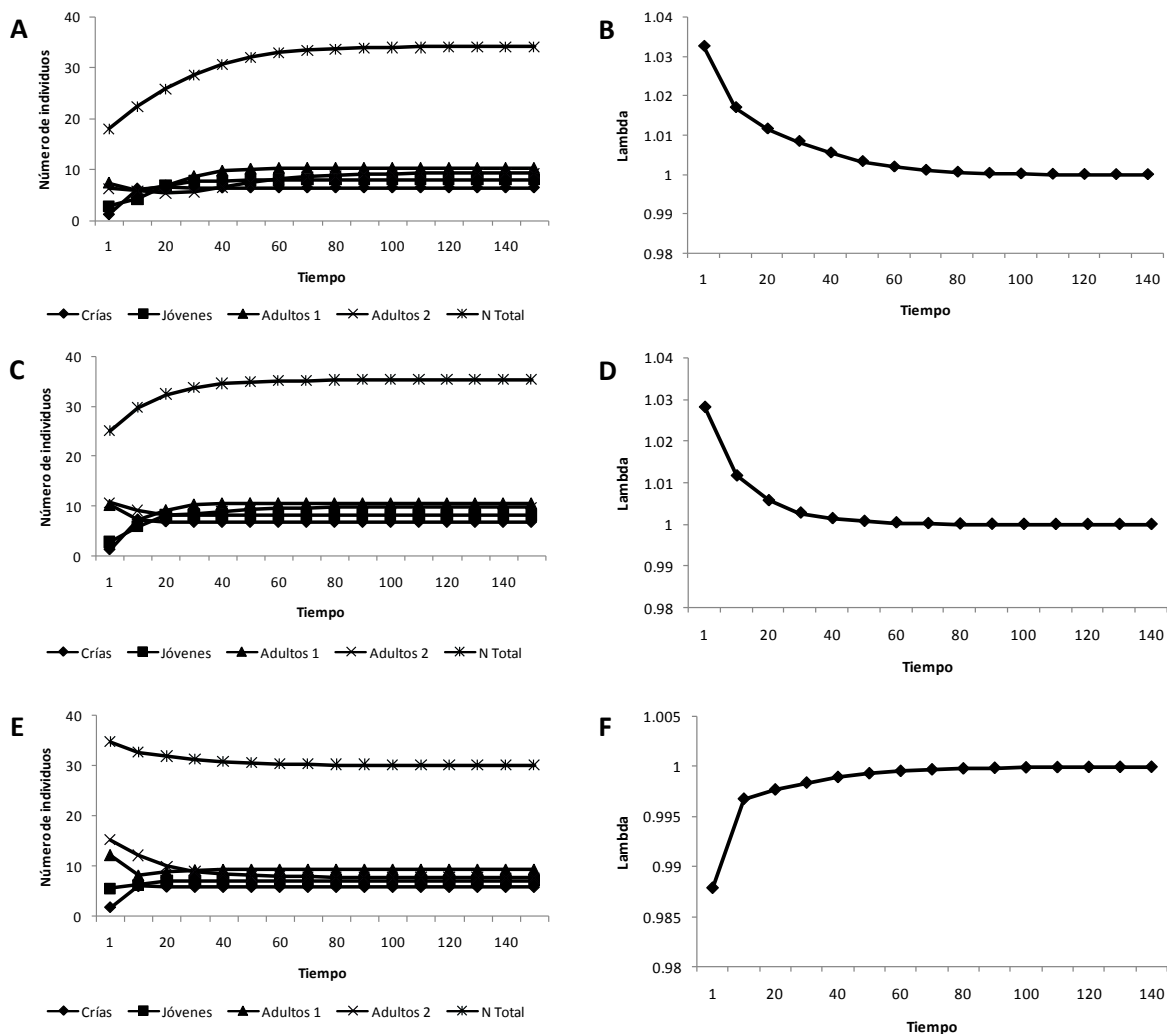 A
Número de individuos
40
30
20
10
0
1 20 40 60 80 100 120 140
Tiempo
Crías Jóvenes Adultos 1 Adultos 2 N Total
B
Lambda
1.04
1.03
1.02
1.01
1
0.99
0.98
1 20 40 60 80 100 120 140
Tiempo
C
Número de individuos
40
30
20
10
0
1 20 40 60 80 100 120 140
Tiempo
Crías Jóvenes Adultos 1 Adultos 2 N Total
D
Lambda
1.04
1.03
1.02
1.01
1
0.99
0.98
1 20 40 60 80 100 120 140
Tiempo
E
Número de individuos
40
30
20
10
0
1 20 40 60 80 100 120 140
Tiempo
Crías Jóvenes Adultos 1 Adultos 2 N Total
F
Lambda
1.005
1
0.995
0.99
0.985
0.98
1 20 40 60 80 100 120 140
Tiempo